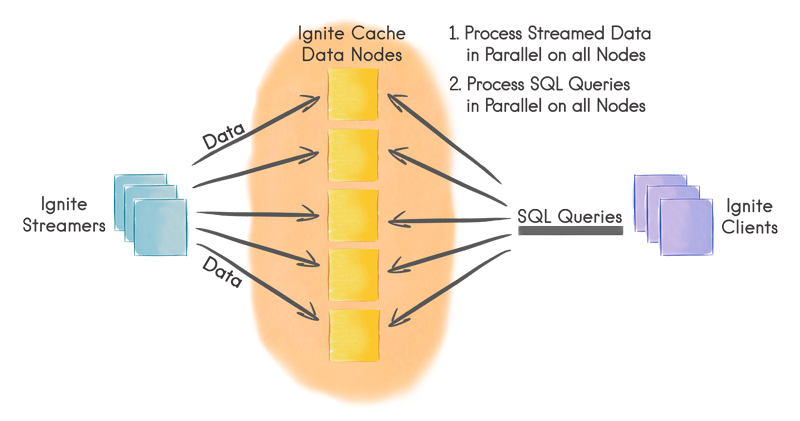 Ignite Cache
Data Nodes
1. Process Streamed Data
in Parallel on all Nodes
2. Process SQL Queries
in Parallel on all Nodes
Data
Ignite
Streamers
SQL Queries
Ignite
Clients
Data